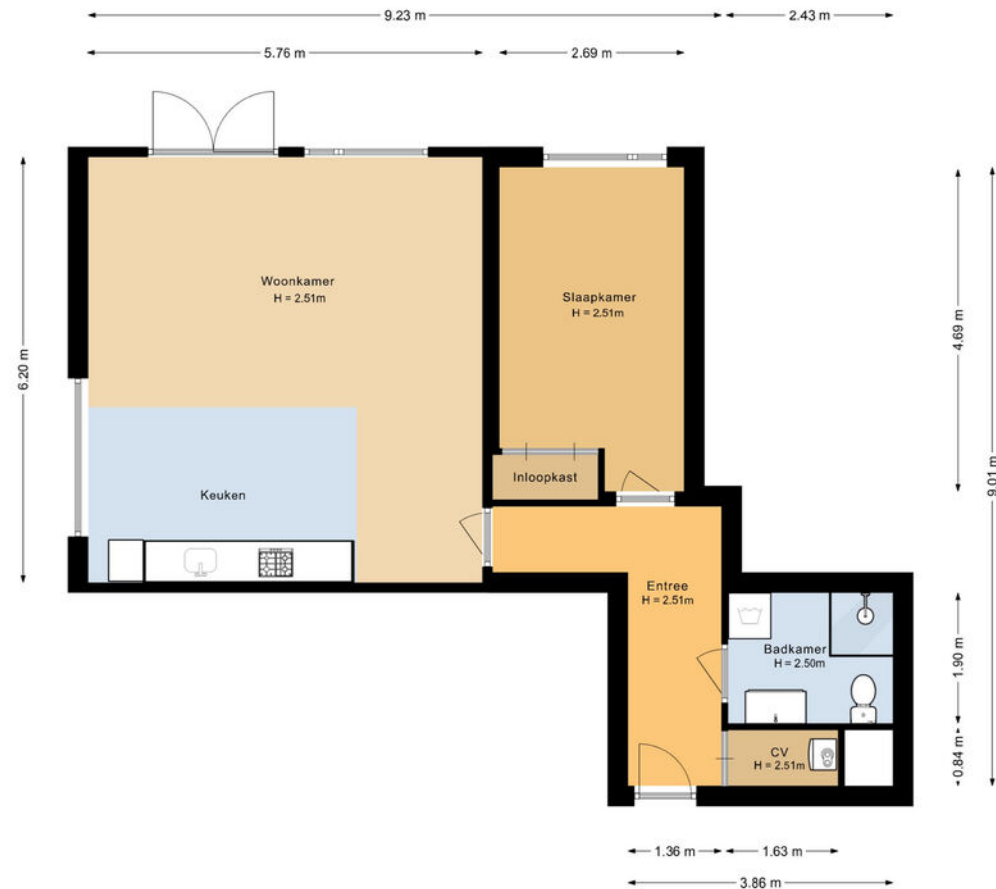 9.23 m
2.43 m
5.76 m
2.69 m
Woonkamer
H = 2.51m
Slaapkamer
H = 2.51m
6.20 m
4.69 m
9.01 m
Inloopkast
Keuken
Entree
H = 2.51m
Badkamer
H = 2.50m
1.90 m
CV
H = 2.51m
0.84 m
1.36 m
1.63 m
3.86 m